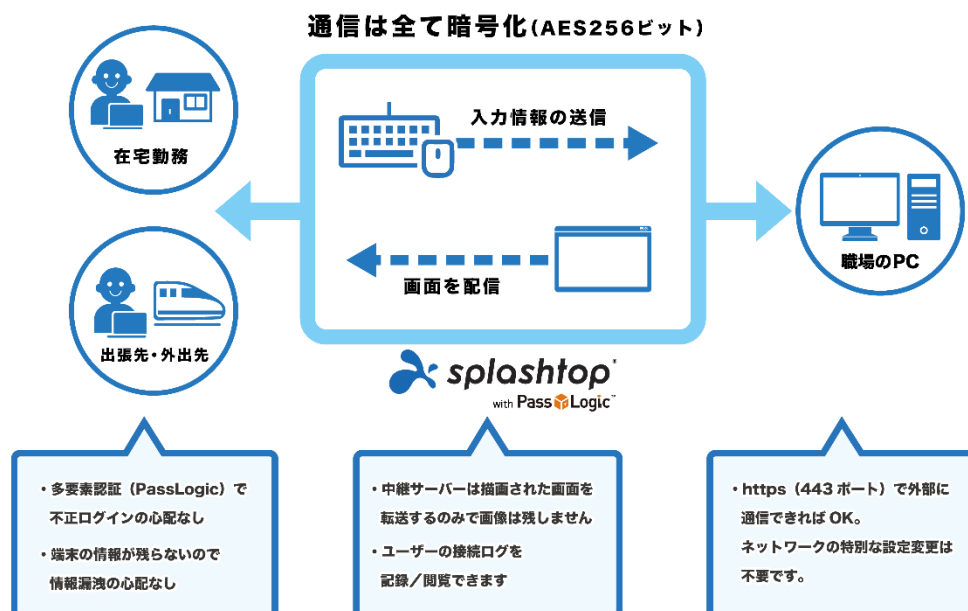 通信は全て暗号化(AES256ビット)
入力情報の送信
在宅勤務
画面を配信
職場のPC
出張先・外出先
splashtop®
with PassLogic™
・多要素認証（PassLogic）で
不正ログインの心配なし
・端末の情報が残らないので
情報漏洩の心配なし
・中継サーバーは描画された画面を
転送するのみで画像は残しません
・ユーザーの接続ログを
記録／閲覧できます
・https（443 ポート）で外部に
通信できれば OK。
ネットワークの特別な設定変更は
不要です。